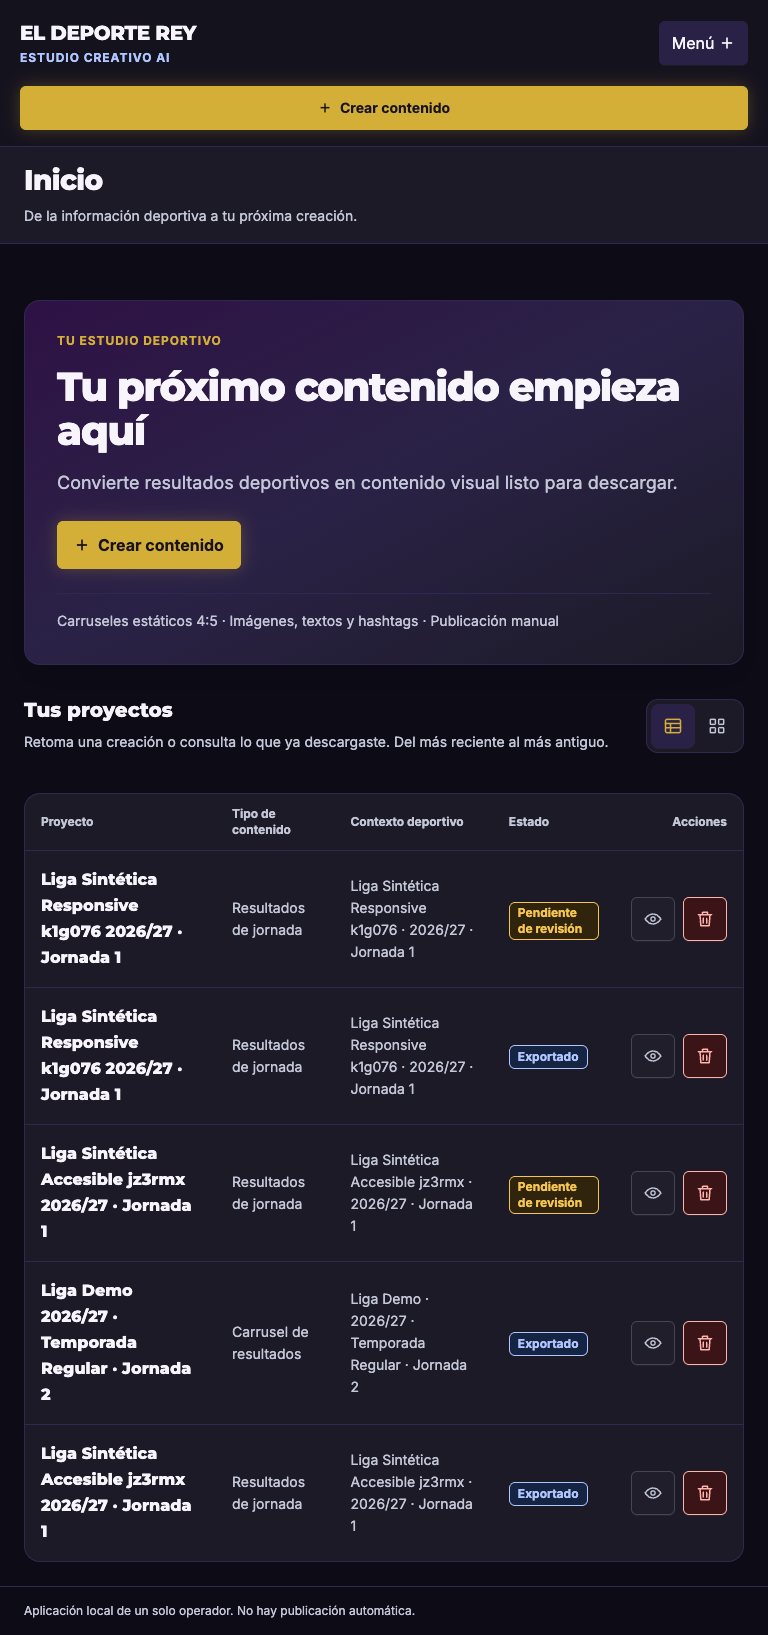 EL DEPORTE REY
ESTUDIO CREATIVO AI
Menú +
+ Crear contenido
Inicio
De la información deportiva a tu próxima creación.
TU ESTUDIO DEPORTIVO
Tu próximo contenido empieza
aquí
Convierte resultados deportivos en contenido visual listo para descargar.
+ Crear contenido
Carruseles estáticos 4:5 · Imágenes, textos y hashtags · Publicación manual
Tus proyectos
Retoma una creación o consulta lo que ya descargaste. Del más reciente al más antiguo.
Proyecto
Tipo de
contenido
Contexto deportivo
Estado
Acciones
Liga Sintética
Responsive
k1g076 2026/27 ·
Jornada 1
Resultados
de jornada
Liga Sintética
Responsive
k1g076 · 2026/27 ·
Jornada 1
Pendiente
de revisión
Liga Sintética
Responsive
k1g076 2026/27 ·
Jornada 1
Resultados
de jornada
Liga Sintética
Responsive
k1g076 · 2026/27 ·
Jornada 1
Exportado
Liga Sintética
Accesible jz3rmx
2026/27 · Jornada
1
Resultados
de jornada
Liga Sintética
Accesible jz3rmx ·
2026/27 · Jornada
1
Pendiente
de revisión
Liga Demo
2026/27 ·
Temporada
Regular · Jornada
2
Carrusel de
resultados
Liga Demo ·
2026/27 ·
Temporada
Regular · Jornada
2
Exportado
Liga Sintética
Accesible jz3rmx
2026/27 · Jornada
1
Resultados
de jornada
Liga Sintética
Accesible jz3rmx ·
2026/27 · Jornada
1
Exportado
Aplicación local de un solo operador. No hay publicación automática.